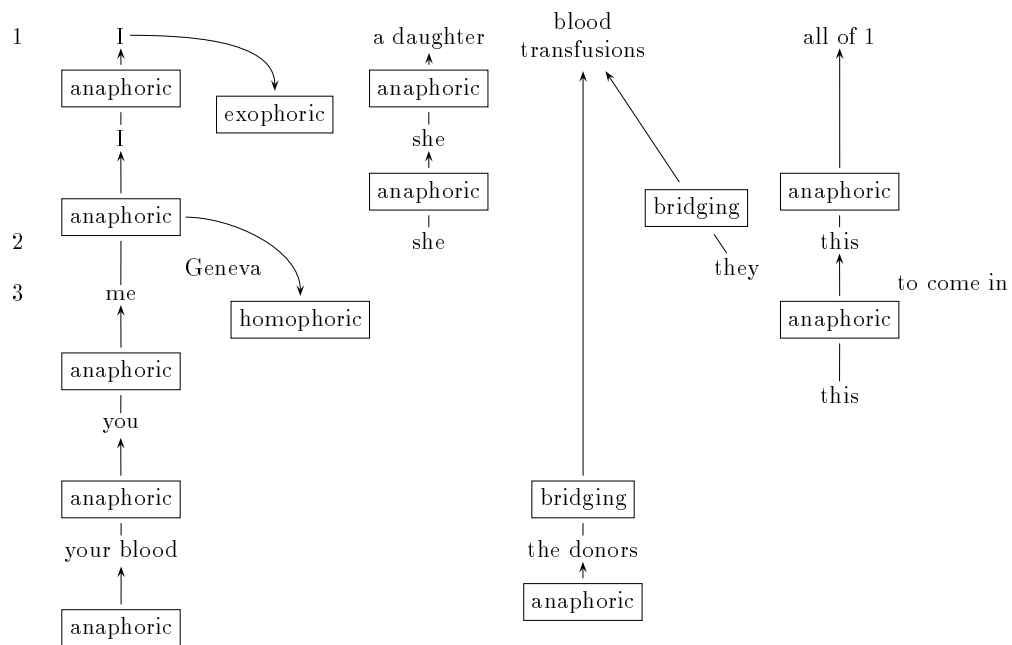 1 I a daughter blood transfusions all of 1
anaphoric exophoric anaphoric
I she
anaphoric anaphoric bridging anaphoric
2 she this
Geneva they
3 me to come in
homophoric anaphoric
anaphoric
this
you
anaphoric bridging
your blood the donors
anaphoric
anaphoric